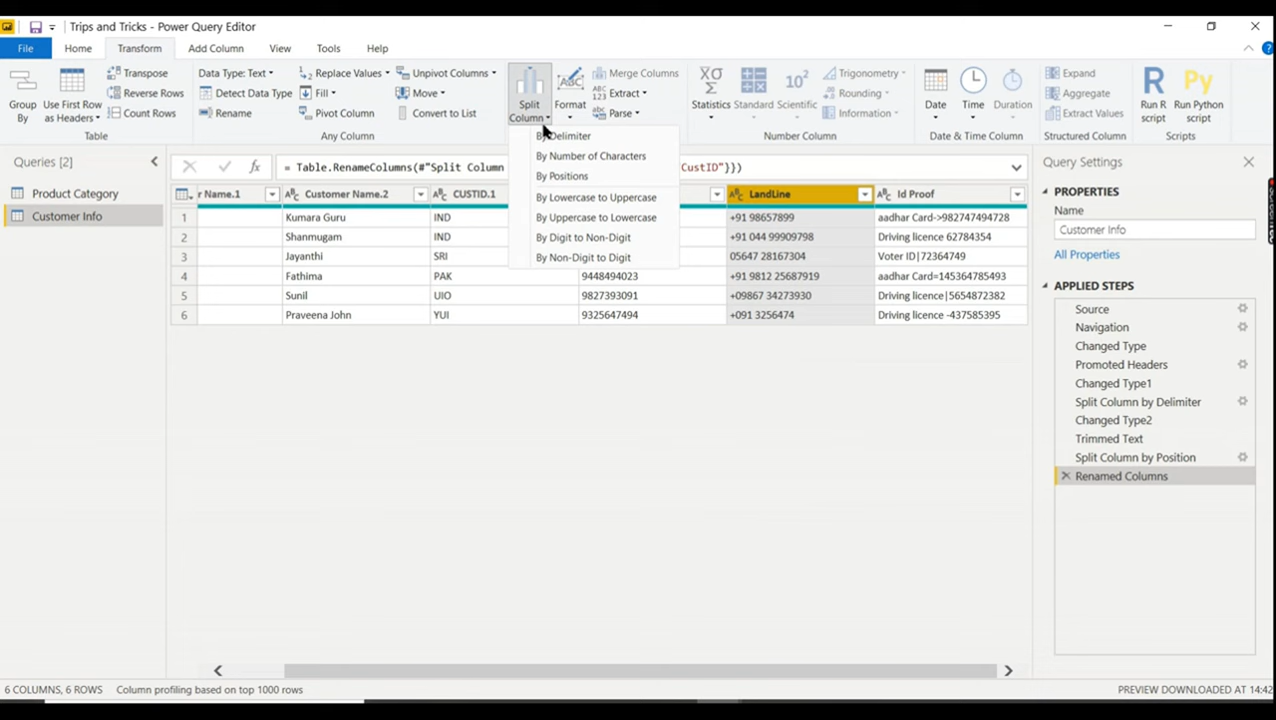 Trips and Tricks - Power Query Editor
File Home Transform Add Column View Tools Help
Group By
Use First Row as Headers
Transpose
Reverse Rows
Count Rows
Table
Data Type: Text
Detect Data Type
Rename
Replace Values
Fill
Pivot Column
Unpivot Columns
Move
Convert to List
Any Column
Split Column
Format
Merge Columns
Extract
Parse
Statistics
Standard
Scientific
Trigonometry
Rounding
Information
Number Column
Date
Time
Duration
Date & Time Column
Expand
Aggregate
Extract Values
Structured Column
Run R script
Run Python script
Scripts
By Delimiter
By Number of Characters
By Positions
By Lowercase to Uppercase
By Uppercase to Lowercase
By Digit to Non-Digit
By Non-Digit to Digit
Queries [2]
Product Category
Customer Info
= Table.RenameColumns(#"Split Column CustID"}})
r Name.1 Customer Name.2 CUSTID.1 LandLine Id Proof
1 Kumara Guru IND +91 98657899 aadhar Card->982747494728
2 Shanmugam IND +91 044 99909798 Driving licence 62784354
3 Jayanthi SRI 05647 28167304 Voter ID|72364749
4 Fathima PAK 9448494023 +91 9812 25687919 aadhar Card=145364785493
5 Sunil UIO 9827393091 +09867 34273930 Driving licence|5654872382
6 Praveena John YUI 9325647494 +091 3256474 Driving licence -437585395
Query Settings
PROPERTIES
Name
Customer Info
All Properties
APPLIED STEPS
Source
Navigation
Changed Type
Promoted Headers
Changed Type1
Split Column by Delimiter
Changed Type2
Trimmed Text
Split Column by Position
Renamed Columns
6 COLUMNS, 6 ROWS Column profiling based on top 1000 rows
PREVIEW DOWNLOADED AT 14:42